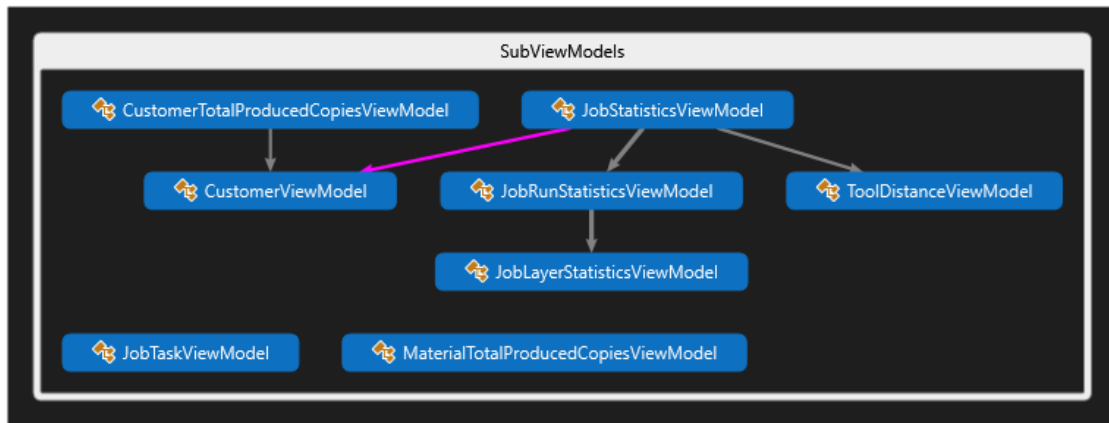 SubViewModels
CustomerTotalProducedCopiesViewModel
JobStatisticsViewModel
CustomerViewModel
JobRunStatisticsViewModel
ToolDistanceViewModel
JobLayerStatisticsViewModel
JobTaskViewModel
MaterialTotalProducedCopiesViewModel